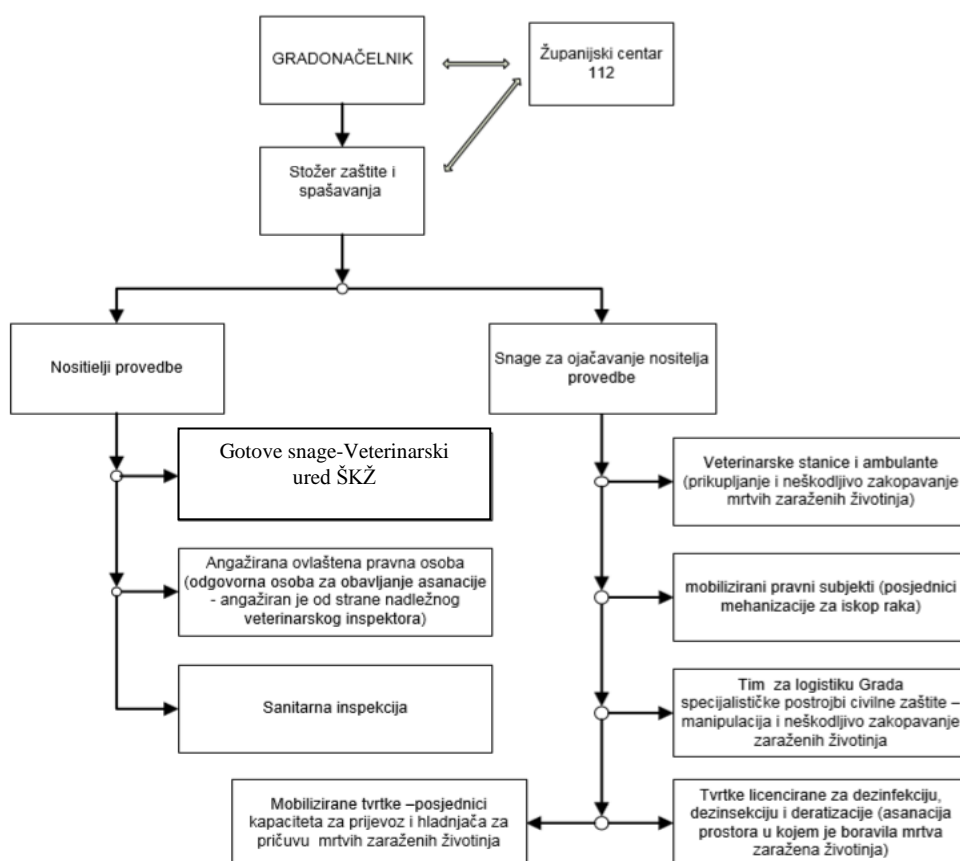 GRADONAČELNIK
Županijski centar
112
Stožer zaštite i
spašavanja
Nositielji provedbe
Snage za ojačavanje nositelja
provedbe
Gotove snage-Veterinarski
ured ŠKŽ
Angažirana ovlaštena pravna osoba
(odgovorna osoba za obavljanje asanacije
- angažiran je od strane nadležnog
veterinarskog inspektora)
Sanitarna inspekcija
Veterinarske stanice i ambulante
(prikupljanje i neškodljivo zakopavanje
mrtvih zaraženih životinja)
mobilizirani pravni subjekti (posjednici
mehanizacije za iskop raka)
Tim za logistiku Grada
specijalističke postrojbi civilne zaštite –
manipulacija i neškodljivo zakopavanje
zaraženih životinja
Mobilizirane tvrtke –posjednici
kapaciteta za prijevoz i hladnjača za
pričuvu mrtvih zaraženih životinja
Tvrtke licencirane za dezinfekciju,
dezinsekciju i deratizacije (asanacija
prostora u kojem je boravila mrtva
zaražena životinja)